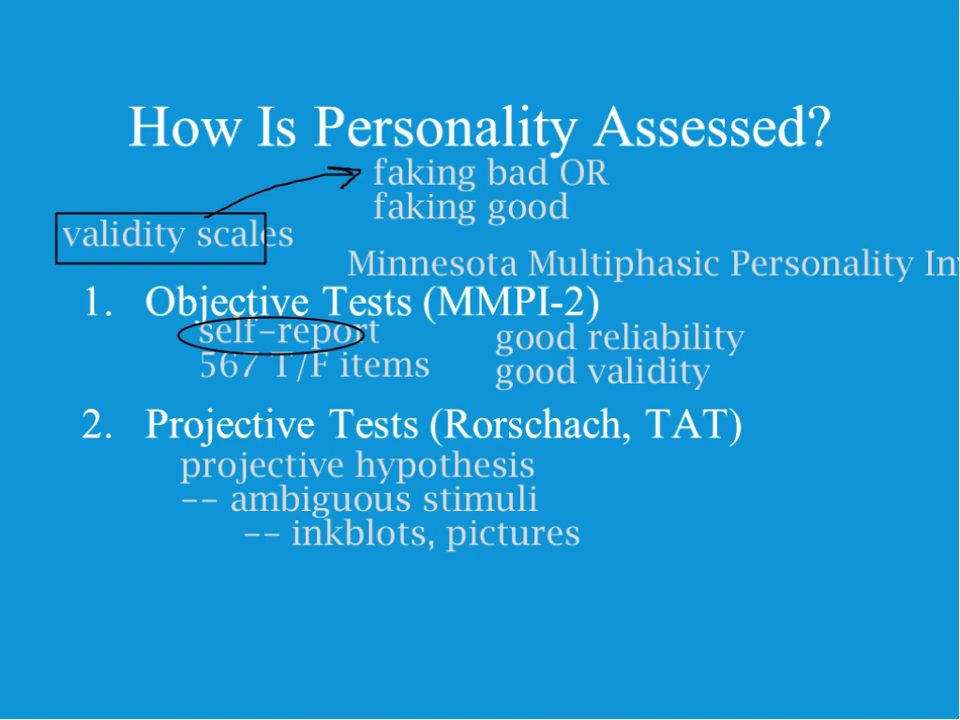 How Is Personality Assessed?
faking bad OR
faking good
validity scales
Minnesota Multiphasic Personality
1. Objective Tests (MMPI-2)
self-report
567 T/F items
good reliability
good validity
2. Projective Tests (Rorschach, TAT)
projective hypothesis
-- ambiguous stimuli
-- inkblots, pictures